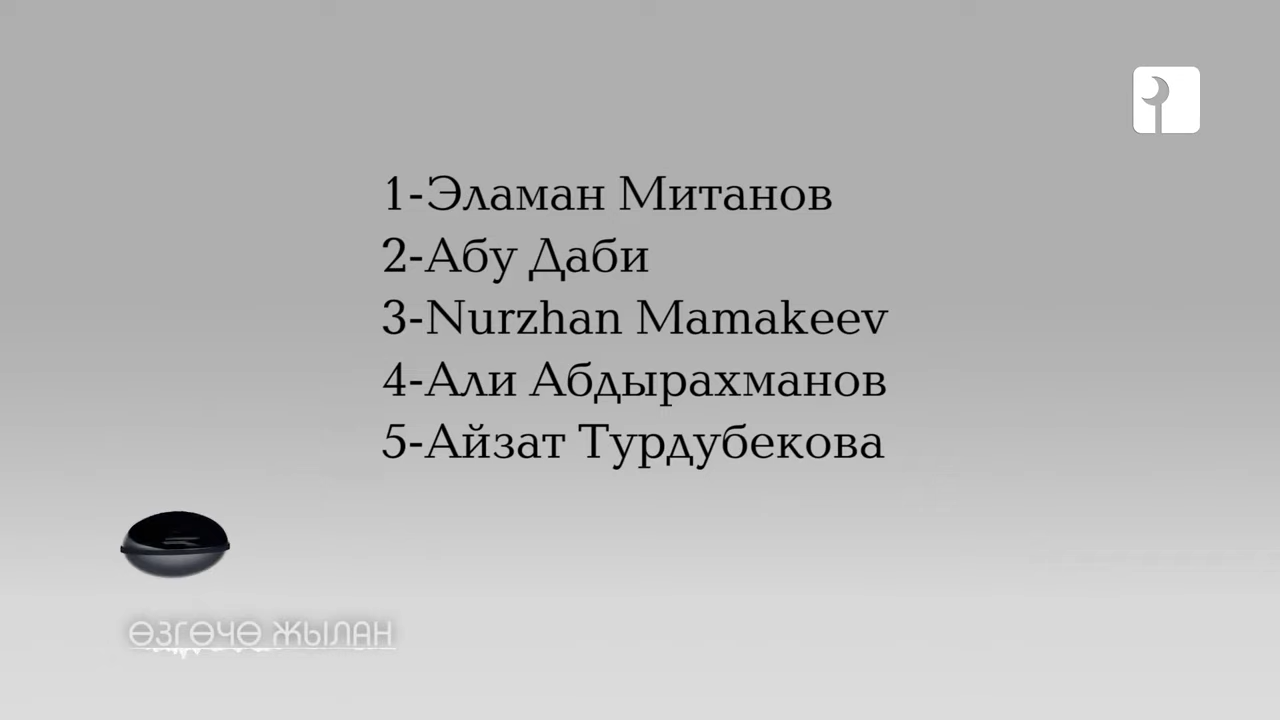 1-Эламан Митанов
2-Абу Даби
3-Nurzhan Mamakeev
4-Али Абдырахманов
5-Айзат Турдубекова
ӨЗГӨЧӨ ЖЫЛАН